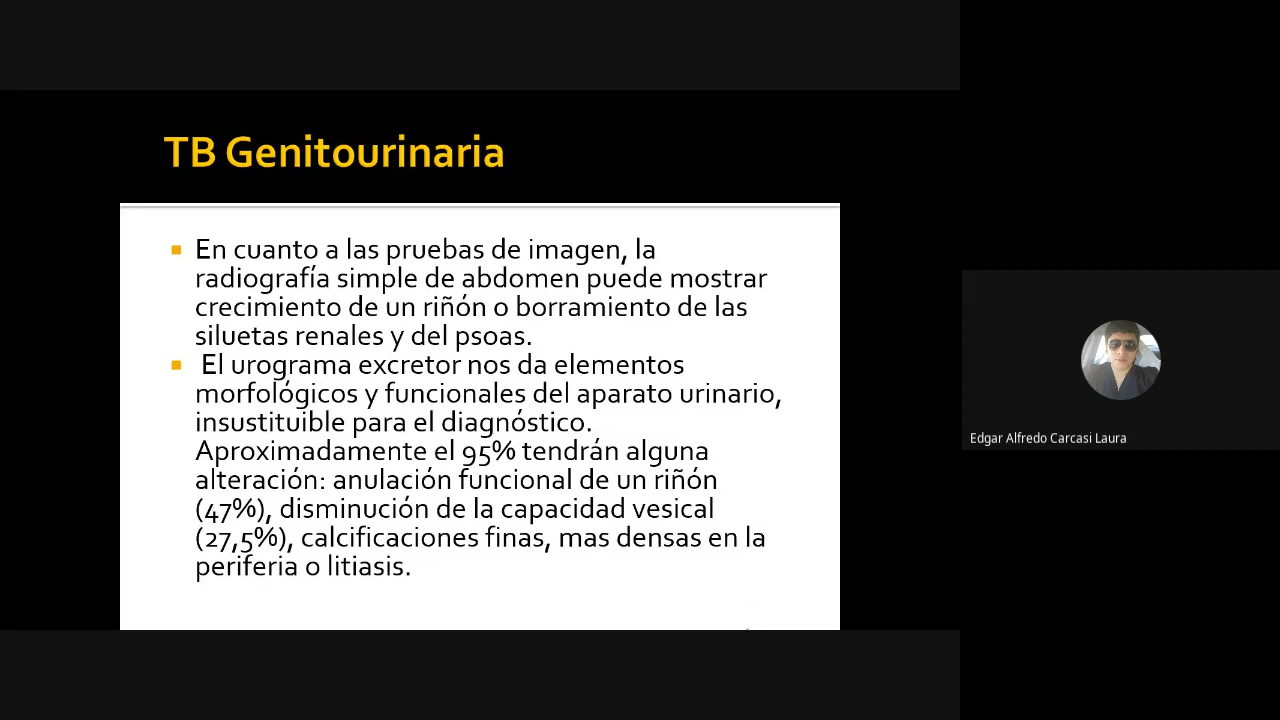 TB Genitourinaria
En cuanto a las pruebas de imagen, la
radiografía simple de abdomen puede mostrar
crecimiento de un riñón o borramiento de las
siluetas renales y del psoas.
El urograma excretor nos da elementos
morfológicos y funcionales del aparato urinario,
insustituible para el diagnóstico.
Aproximadamente el 95% tendrán alguna
alteración: anulación funcional de un riñón
(47%), disminución de la capacidad vesical
(27,5%), calcificaciones finas, mas densas en la
periferia o litiasis.
Edgar Alfredo Carcasi Laura